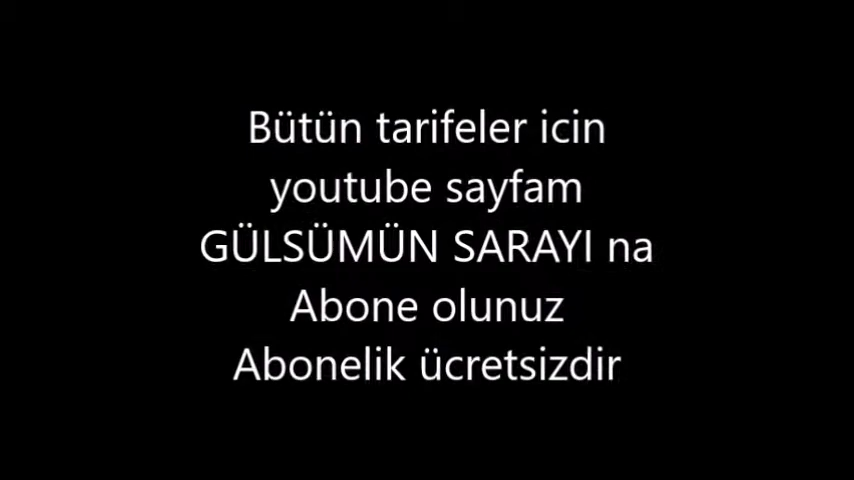 Bütün tarifeler icin
youtube sayfam
GÜLSÜMÜN SARAYI na
Abone olunuz
Abonelik ücretsizdir